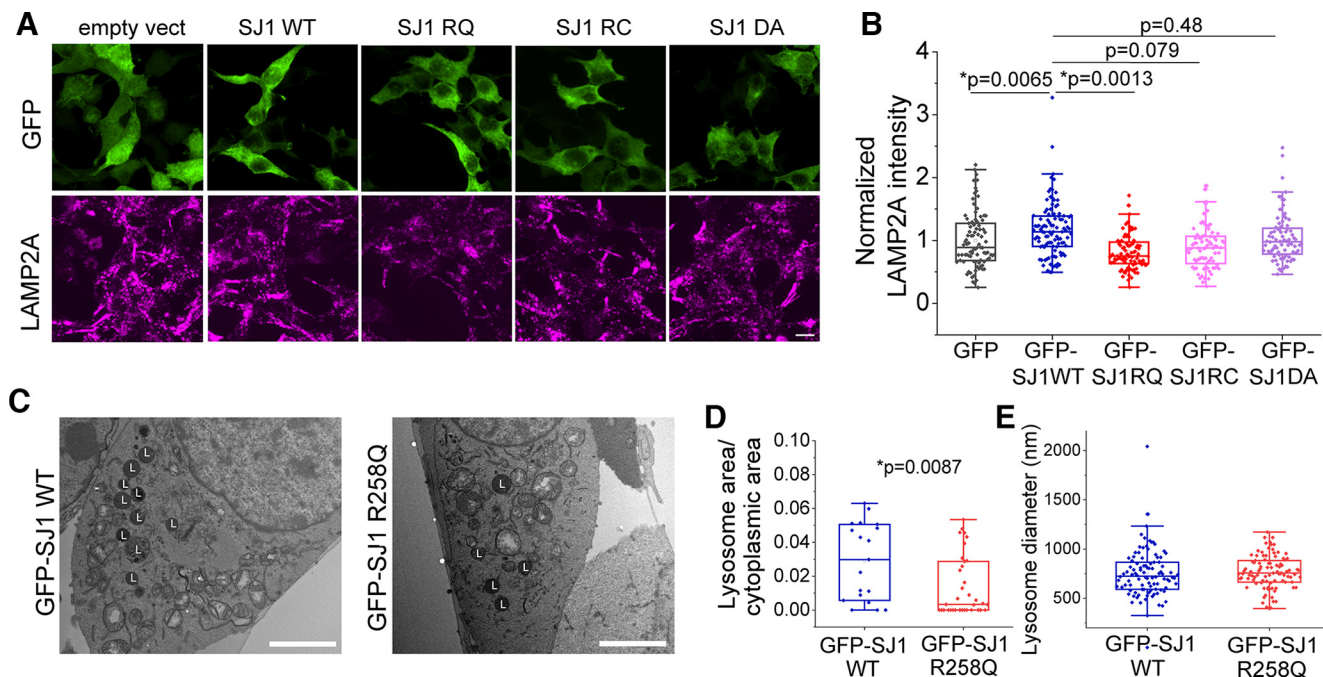 A
empty vect
SJ1 WT
SJ1 RQ
SJ1 RC
SJ1 DA
GFP
LAMP2A
B
p=0.48
p=0.079
*p=0.0065
*p=0.0013
Normalized
LAMP2A intensity
4
3
2
1
0
GFP
GFP-
SJ1WT
GFP-
SJ1RQ
GFP-
SJ1RC
GFP-
SJ1DA
C
GFP-SJ1 WT
L
L
L
L
L
L
L
L
L
L
GFP-SJ1 R258Q
L
L
L
L
L
D
*p=0.0087
Lysosome area/
cytoplasmic area
0.10
0.08
0.06
0.04
0.02
0.00
GFP-SJ1
WT
GFP-SJ1
R258Q
E
Lysosome diameter (nm)
2000
1500
1000
500
GFP-SJ1
WT
GFP-SJ1
R258Q